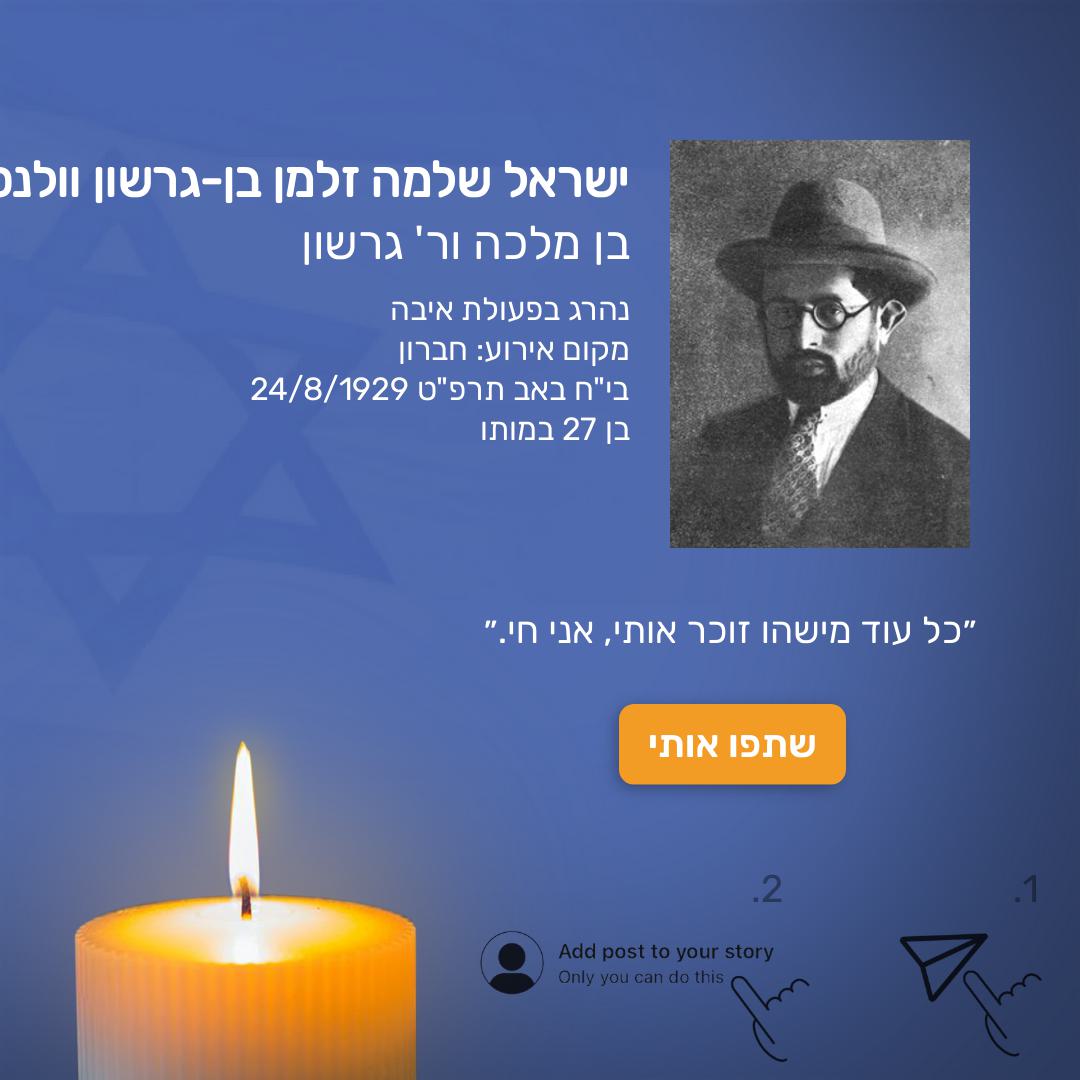 ישראל שלמה זלמן בן-גרשון
בן מלכה ור' גרשון
נהרג בפעולת איבה
מקום אירוע: חברון
בי"ח באב תרפ"ט 24/8/1929
בן 27 במותו
״כל עוד מישהו זוכר אותי, אני חי.״
שתפו אותי
1.
2.
Add post to your story
Only you can do this